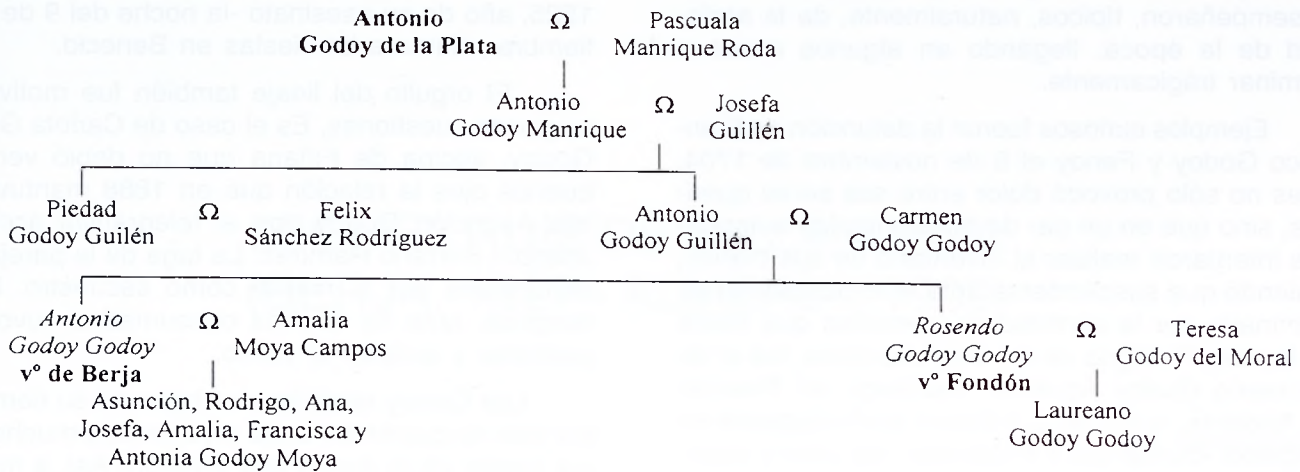 Antonio Ω Pascuala
Godoy de la Plata Manrique Roda
Antonio Ω Josefa
Godoy Manrique Guillén
Piedad Ω Felix Antonio Ω Carmen
Godoy Guilén Sánchez Rodríguez Godoy Guillén Godoy Godoy
Antonio Ω Amalia Rosendo Ω Teresa
Godoy Godoy Moya Campos Godoy Godoy Godoy del Moral
vº de Berja vº Fondón
Asunción, Rodrigo, Ana, Laureano
Josefa, Amalia, Francisca y Godoy Godoy
Antonia Godoy Moya